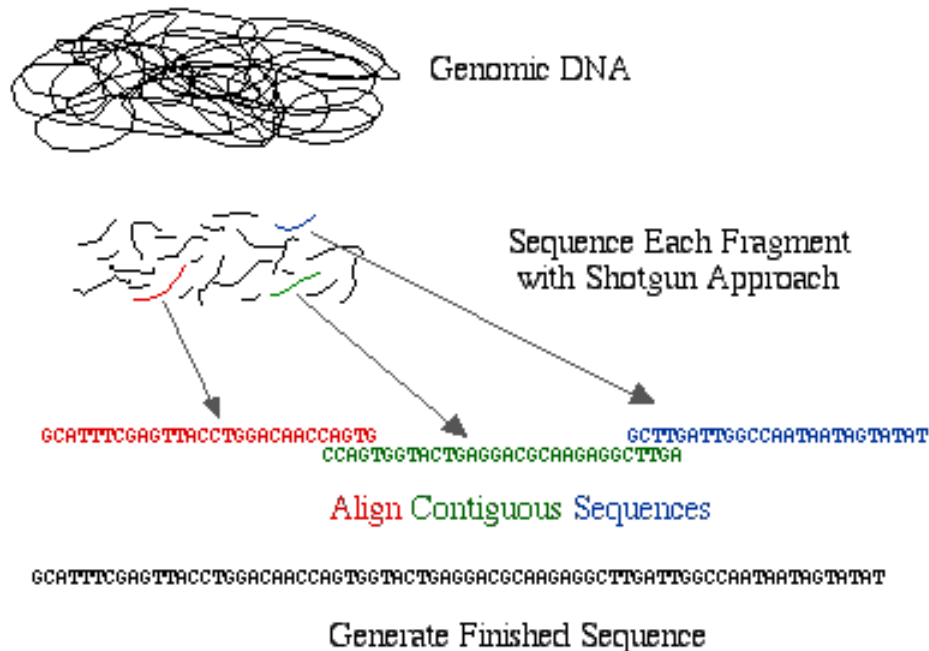 Genomic DNA
Sequence Each Fragment
with Shotgun Approach
GCATTTCGAGTTACCTGGACAACCAGTG
GCTTGATTGGCCAATAATAGTATAT
CCAGTGGTACTGAGGACGCAAGAGGCTTGA
Align Contiguous Sequences
GCATTTCGAGTTACCTGGACAACCAGTGGTACTGAGGACGCAAGAGGCTTGATTGGCCAATAATAGTATAT
Generate Finished Sequence